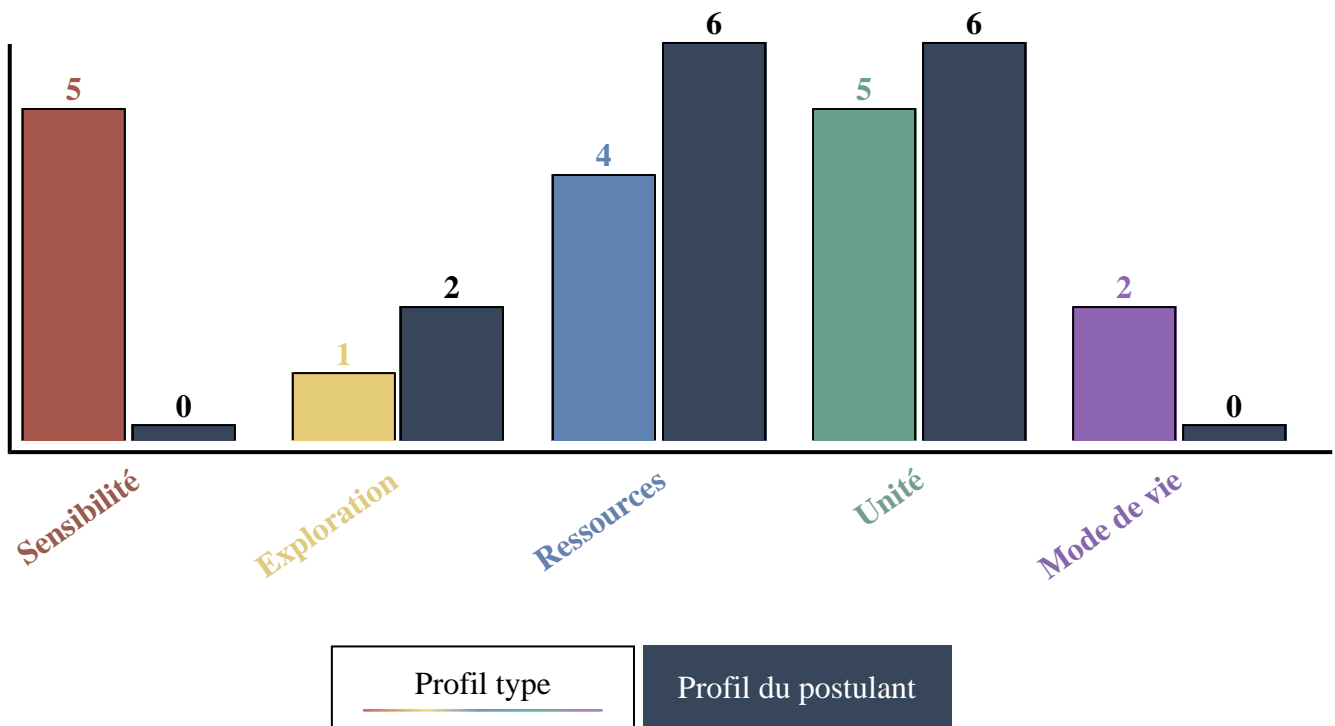 6
6
5
5
4
2
2
1
0
0
Sensibilité
Exploration
Ressources
Unité
Mode de vie
Profil type
Profil du postulant